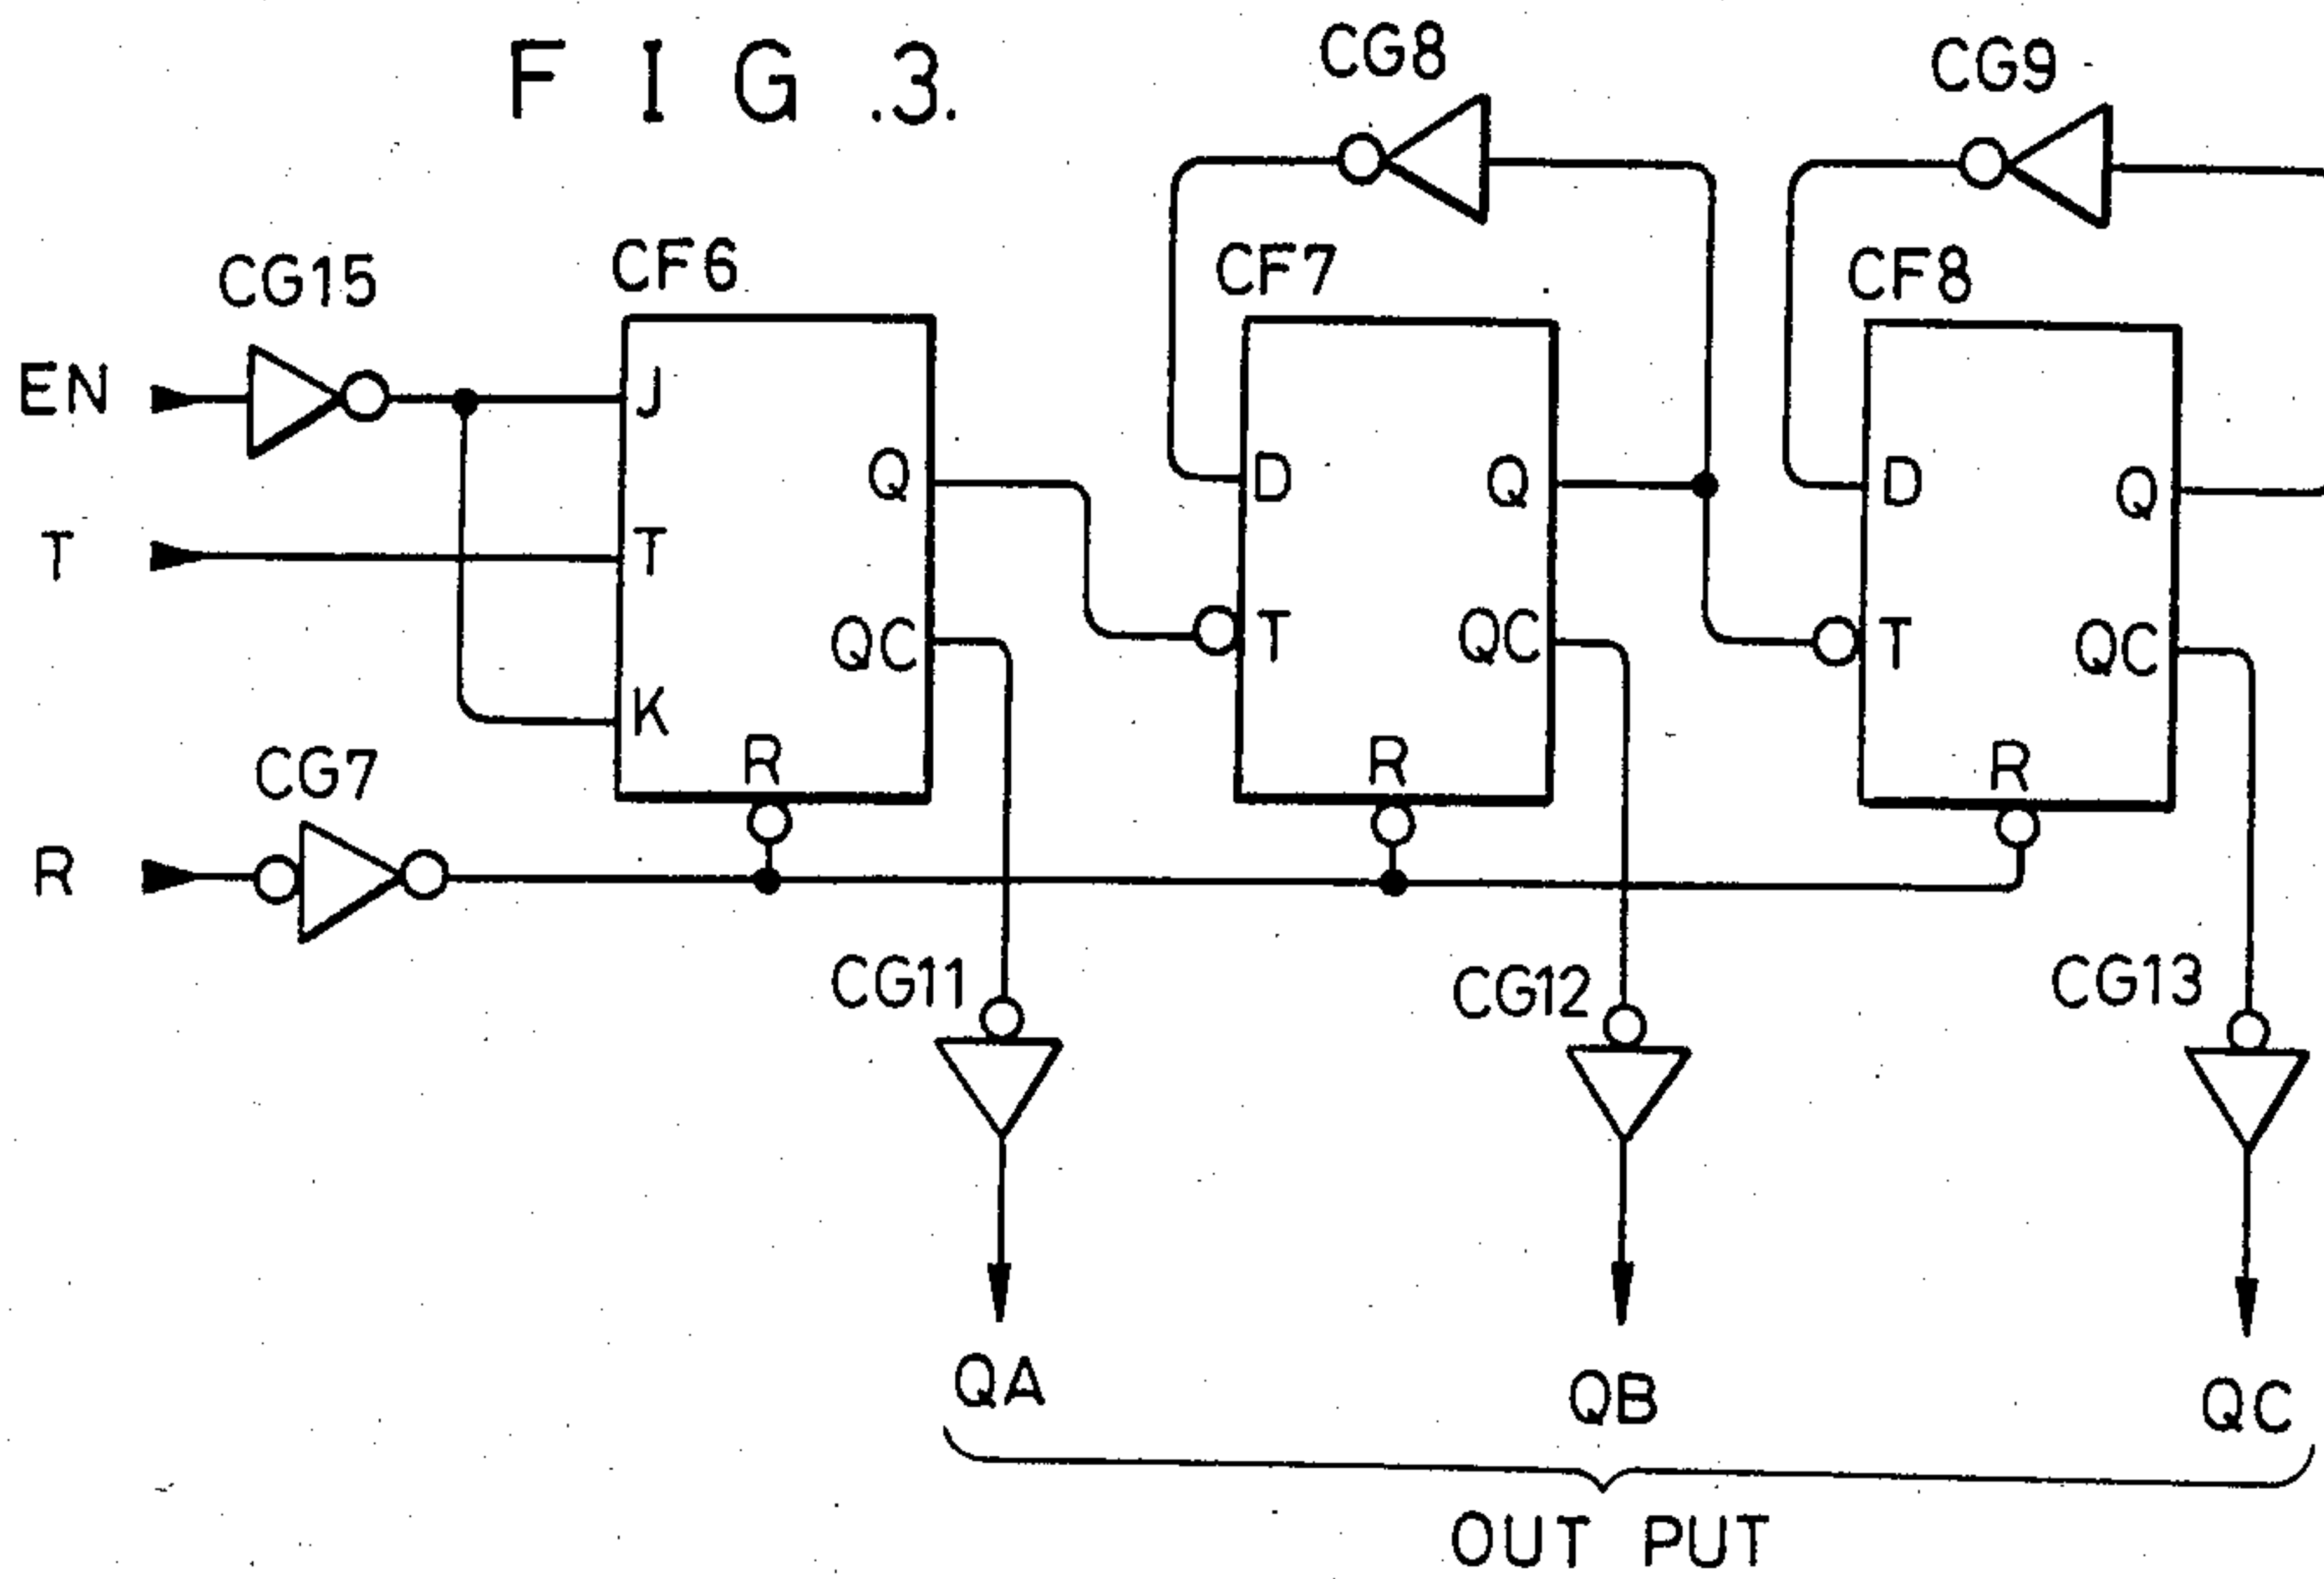 F I G .3.
CG8
CG9
CG15
CF6
CF7
CF8
EN
J
Q
D
Q
D
Q
T
T
QC
T
QC
T
QC
K
R
R
R
CG7
R
CG11
CG12
CG13
QA
QB
QC
OUT PUT